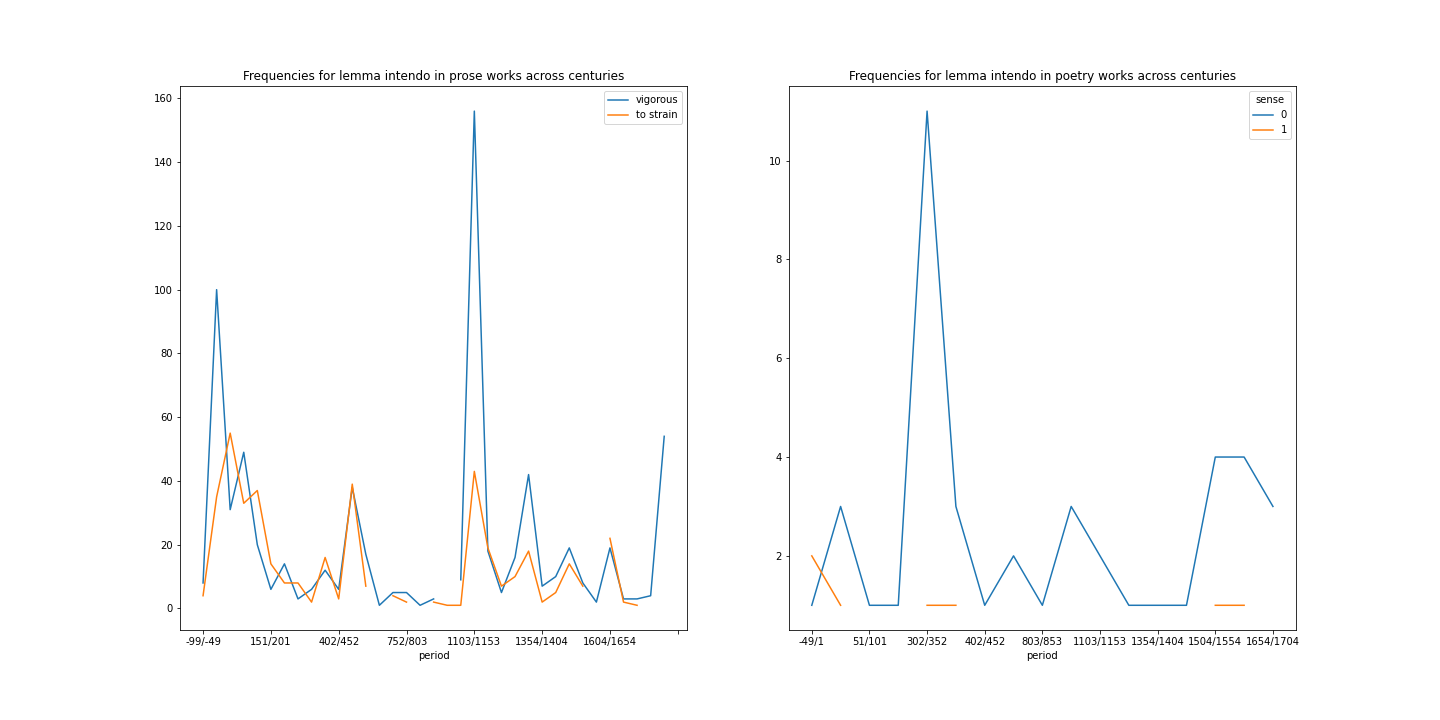 Frequencies for lemma intendo in prose works across centuries
vigorous
to strain
160
140
120
100
80
60
40
20
0
-99/-49 151/201 402/452 752/803 1103/1153 1354/1404 1604/1654
period
Frequencies for lemma intendo in poetry works across centuries
sense
0
1
10
8
6
4
2
-49/1 51/101 302/352 402/452 803/853 1103/1153 1354/1404 1504/1554 1654/1704
period